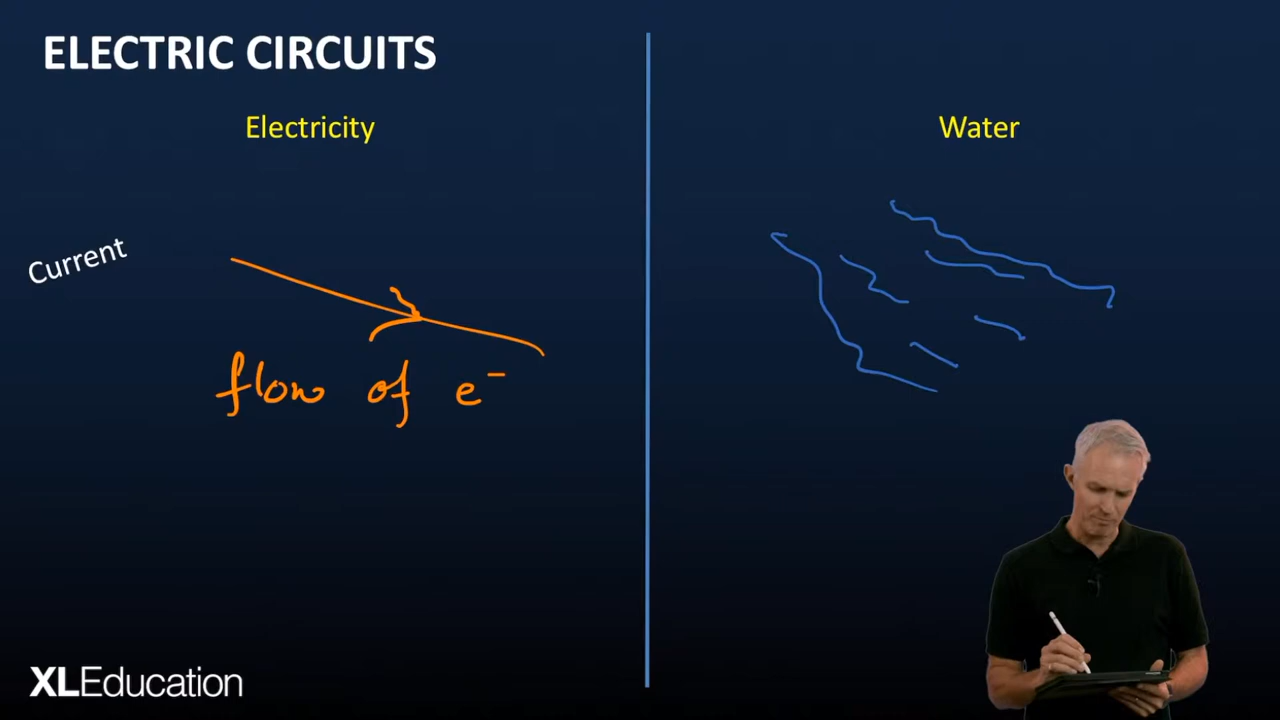 ELECTRIC CIRCUITS
Electricity
Water
Current
flow of e⁻
XLEducation